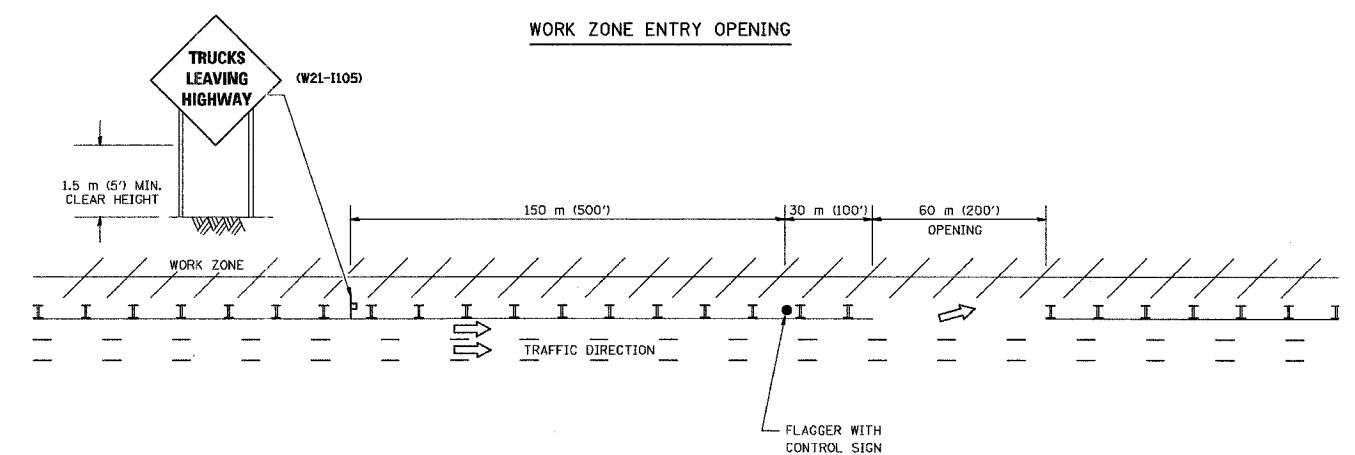 WORK ZONE ENTRY OPENING
TRUCKS
LEAVING
HIGHWAY
(W21-I105)
1.5 m (5') MIN.
CLEAR HEIGHT
150 m (500')
30 m (100')
60 m (200')
OPENING
WORK ZONE
TRAFFIC DIRECTION
FLAGGER WITH
CONTROL SIGN